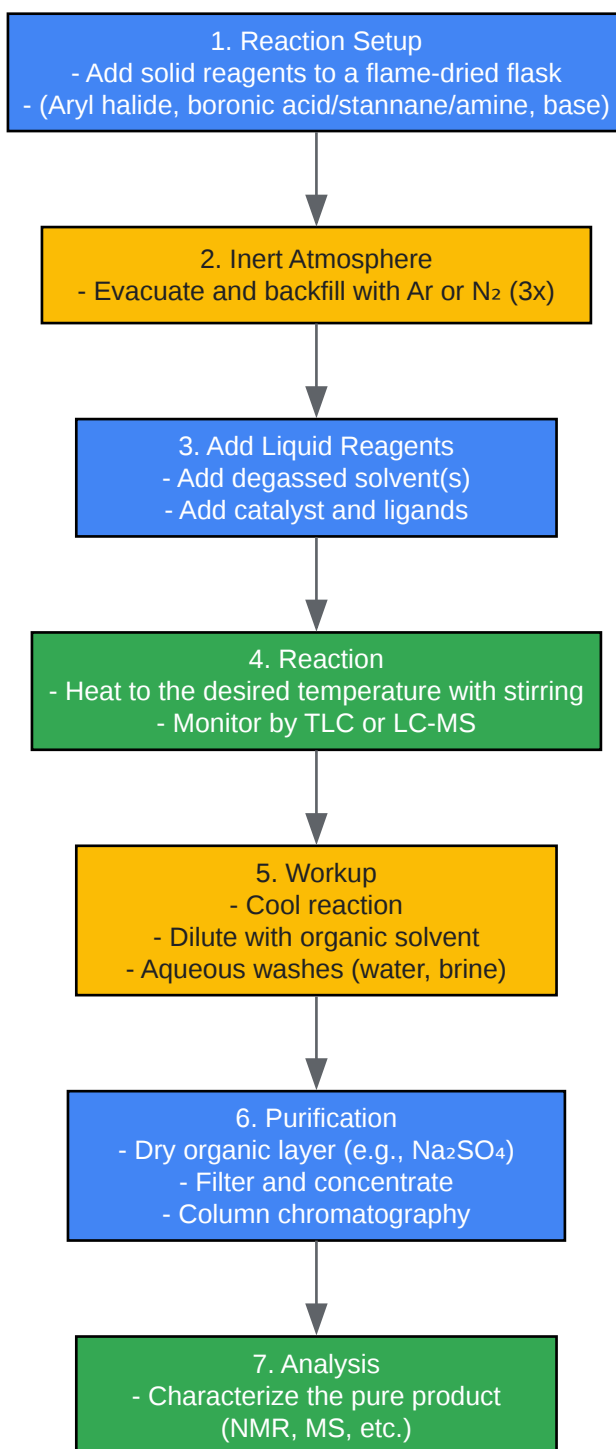 1. Reaction Setup
- Add solid reagents to a flame-dried flask
- (Aryl halide, boronic acid/stannane/amine, base)
2. Inert Atmosphere
- Evacuate and backfill with Ar or N₂ (3x)
3. Add Liquid Reagents
- Add degassed solvent(s)
- Add catalyst and ligands
4. Reaction
- Heat to the desired temperature with stirring
- Monitor by TLC or LC-MS
5. Workup
- Cool reaction
- Dilute with organic solvent
- Aqueous washes (water, brine)
6. Purification
- Dry organic layer (e.g., Na₂SO₄)
- Filter and concentrate
- Column chromatography
7. Analysis
- Characterize the pure product
(NMR, MS, etc.)